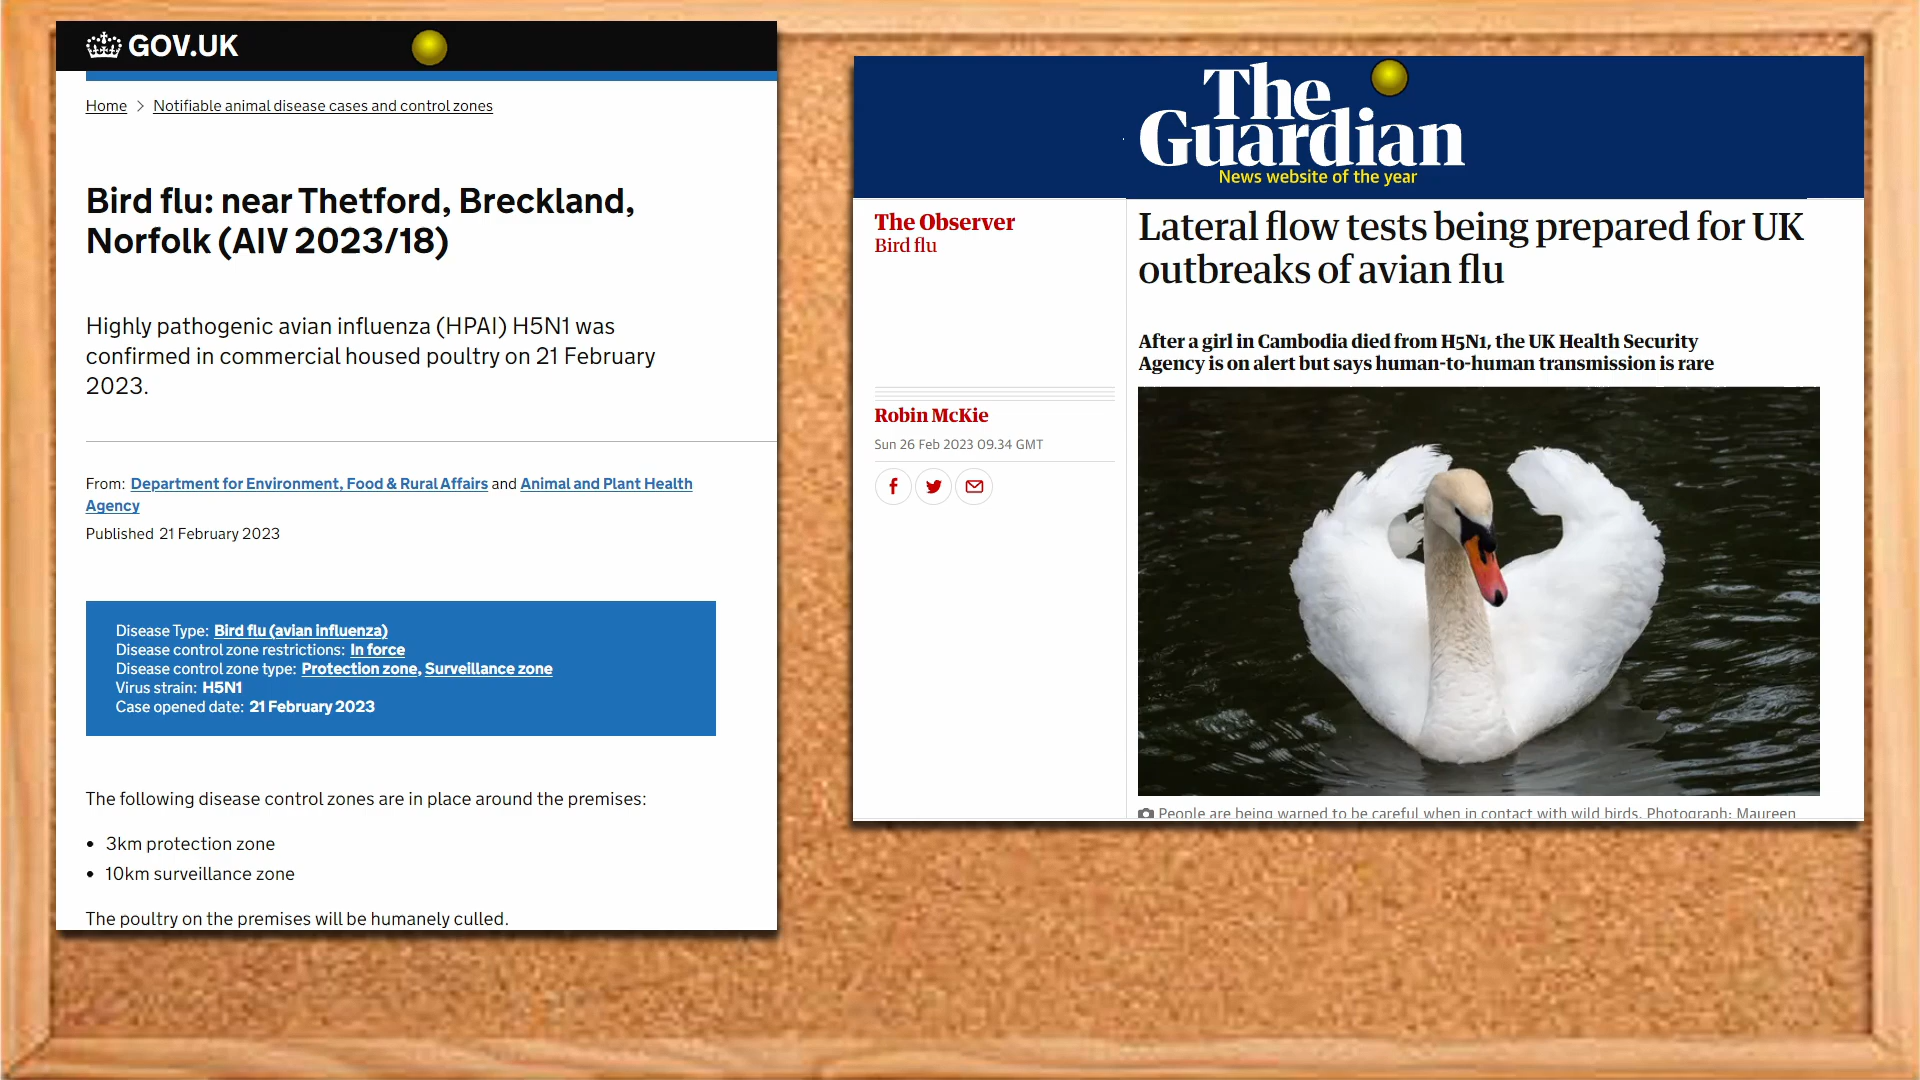 GOV.UK
Home > Notifiable animal disease cases and control zones
Bird flu: near Thetford, Breckland,
Norfolk (AIV 2023/18)
Highly pathogenic avian influenza (HPAI) H5N1 was
confirmed in commercial housed poultry on 21 February
2023.
From: Department for Environment, Food & Rural Affairs and Animal and Plant Health
Agency
Published 21 February 2023
Disease Type: Bird flu (avian influenza)
Disease control zone restrictions: In force
Disease control zone type: Protection zone, Surveillance zone
Virus strain: H5N1
Case opened date: 21 February 2023
The following disease control zones are in place around the premises:
• 3km protection zone
• 10km surveillance zone
The poultry on the premises will be humanely culled.
The
Guardian
News website of the year
The Observer
Bird flu
Lateral flow tests being prepared for UK
outbreaks of avian flu
After a girl in Cambodia died from H5N1, the UK Health Security
Agency is on alert but says human-to-human transmission is rare
Robin McKie
Sun 26 Feb 2023 09.34 GMT
People are being warned to be careful when in contact with wild birds. Photograph: Maureen